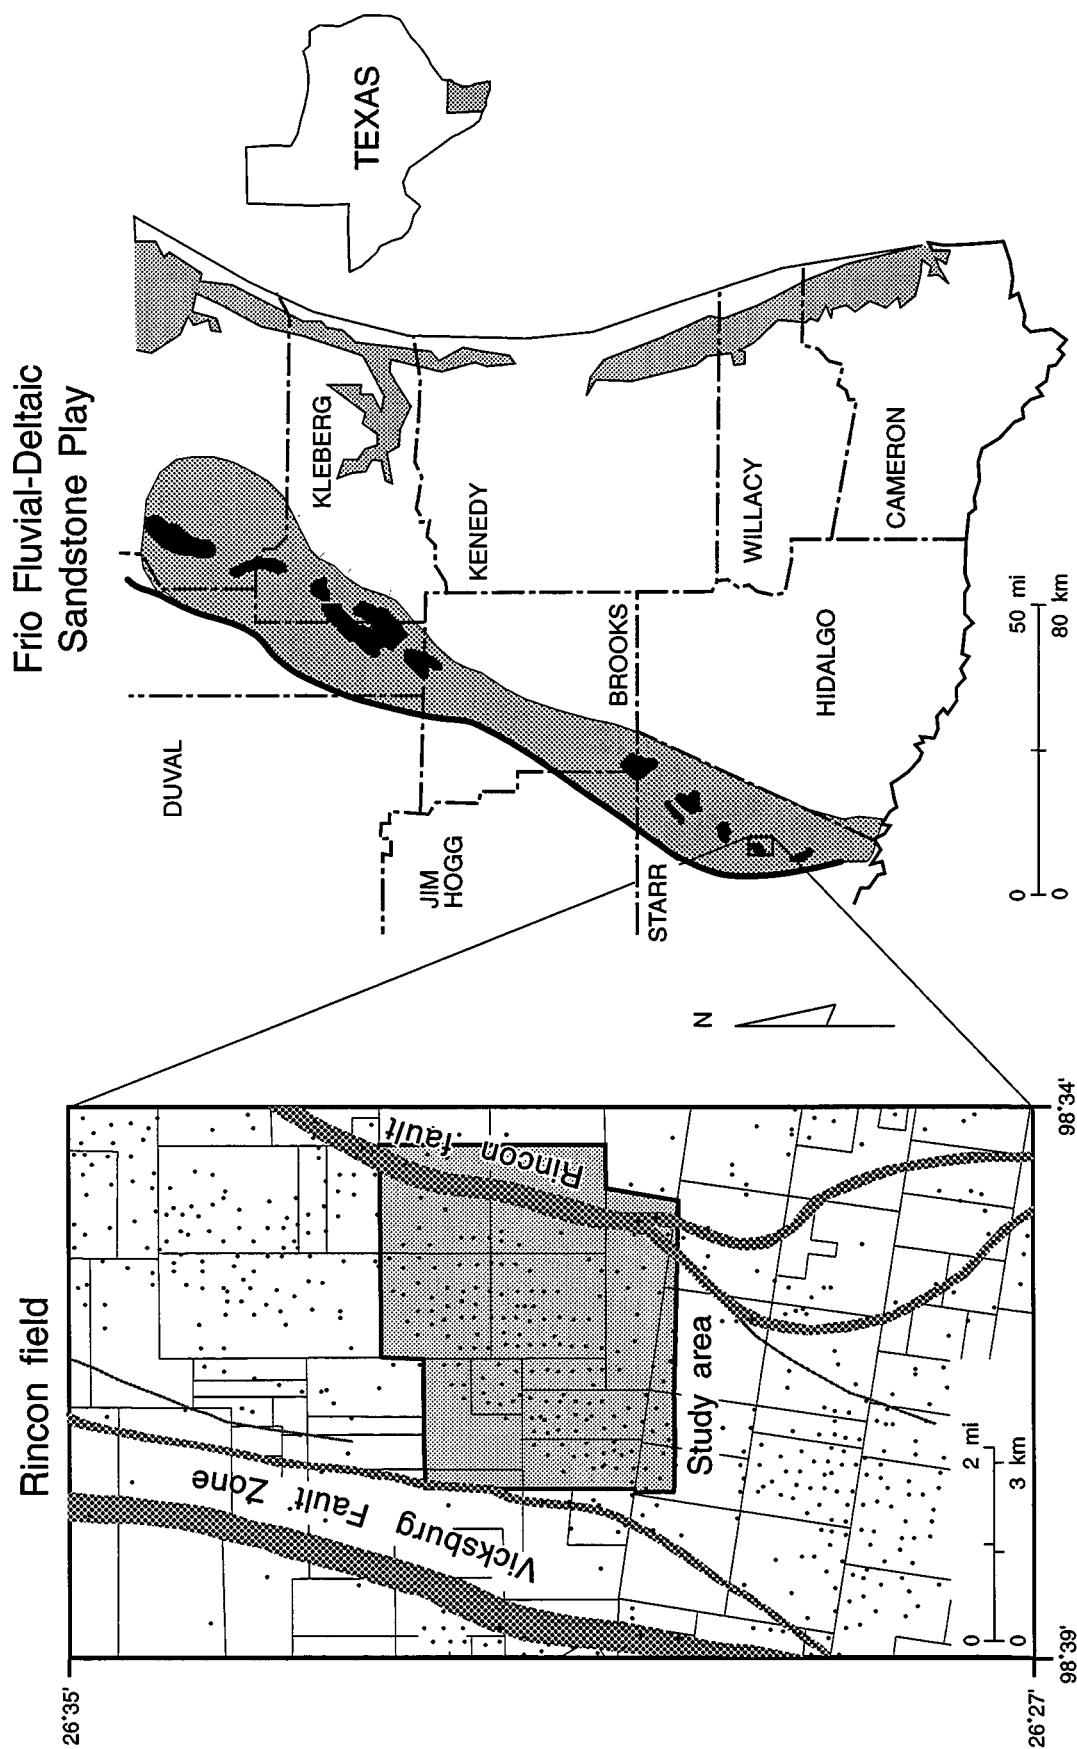 Rincon field
26°35'
26°27'
98°39'
98°34'
Vicksburg Fault Zone
Rincon fault
Study area
0 2 mi
0 3 km
N
Frio Fluvial-Deltaic
Sandstone Play
TEXAS
DUVAL
KLEBERG
JIM
HOGG
KENEDY
BROOKS
STARR
WILLACY
HIDALGO
CAMERON
0 50 mi
0 80 km